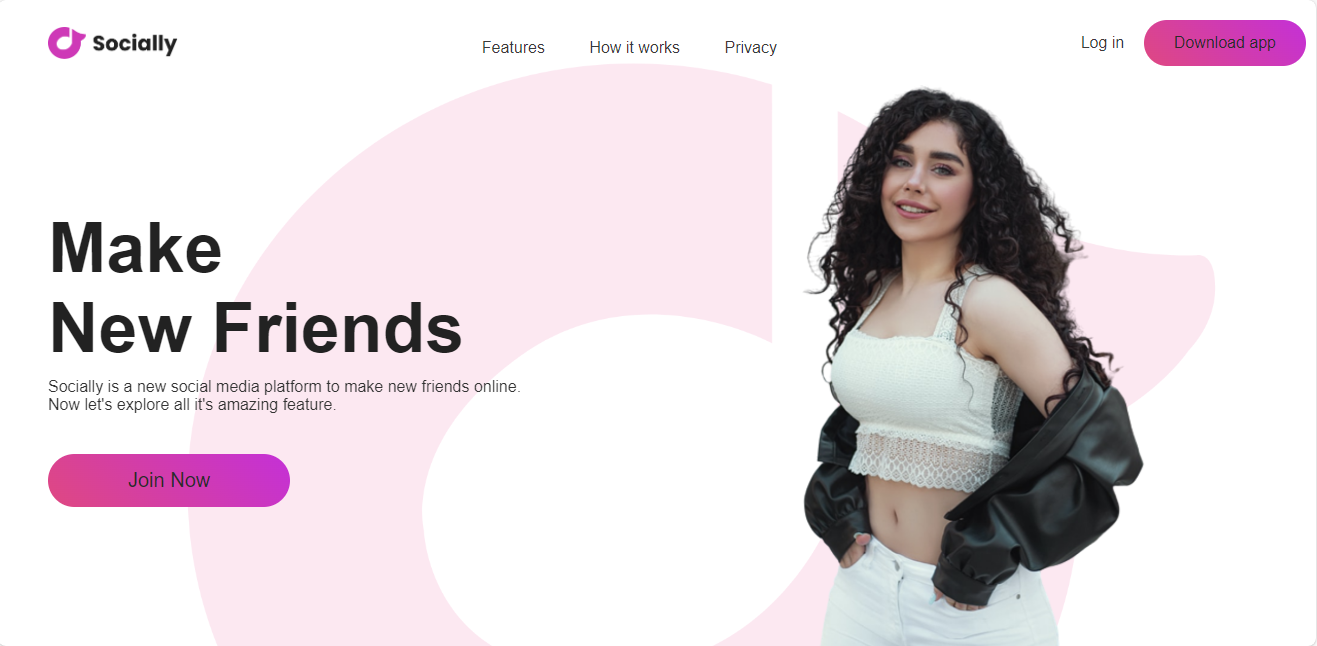 Socially
Features
How it works
Privacy
Log in
Download app
Make
New Friends
Socially is a new social media platform to make new friends online.
Now let's explore all it's amazing feature.
Join Now